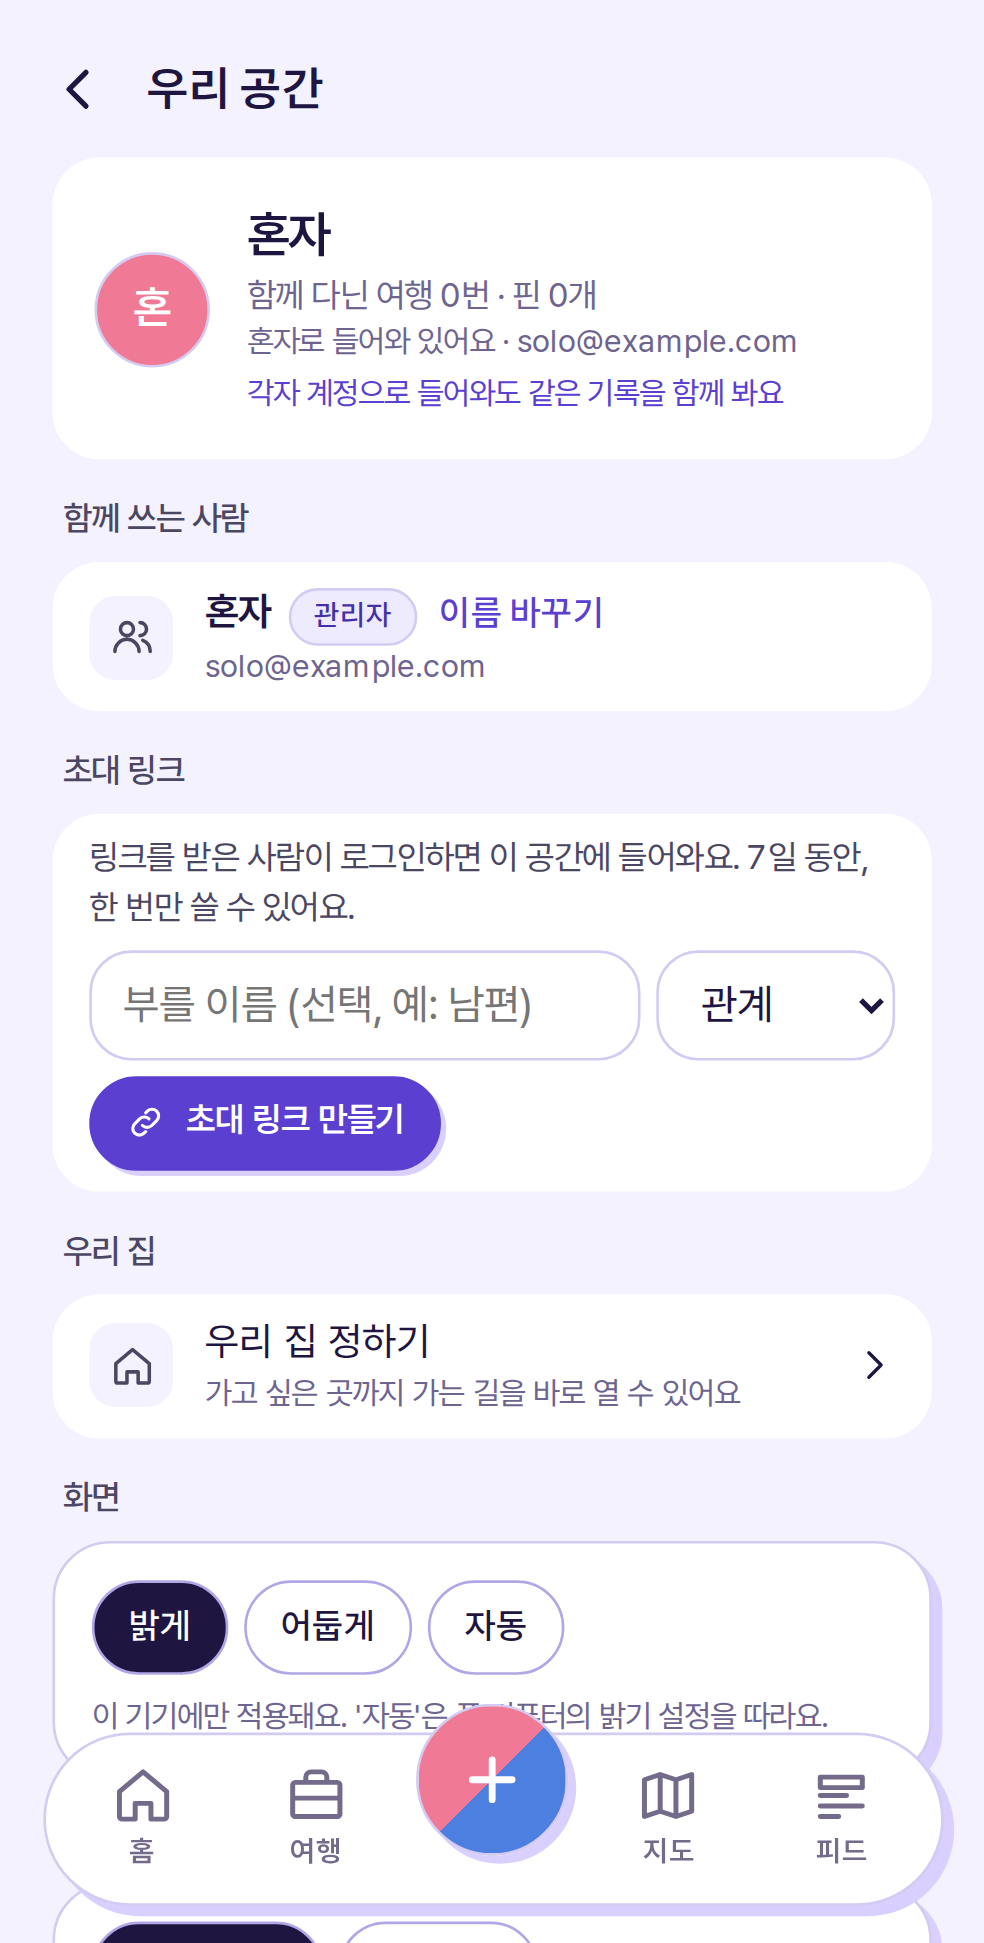 우리 공간
혼
혼자
함께 다닌 여행 0번 · 핀 0개
혼자로 들어와 있어요 · solo@example.com
각자 계정으로 들어와도 같은 기록을 함께 봐요
함께 쓰는 사람
혼자 관리자 이름 바꾸기
solo@example.com
초대 링크
링크를 받은 사람이 로그인하면 이 공간에 들어와요. 7일 동안,
한 번만 쓸 수 있어요.
부를 이름 (선택, 예: 남편) 관계
초대 링크 만들기
우리 집
우리 집 정하기
가고 싶은 곳까지 가는 길을 바로 열 수 있어요
화면
밝게 어둡게 자동
이 기기에만 적용돼요. '자동'은 밝기 설정을 따라요.
홈 여행 지도 피드